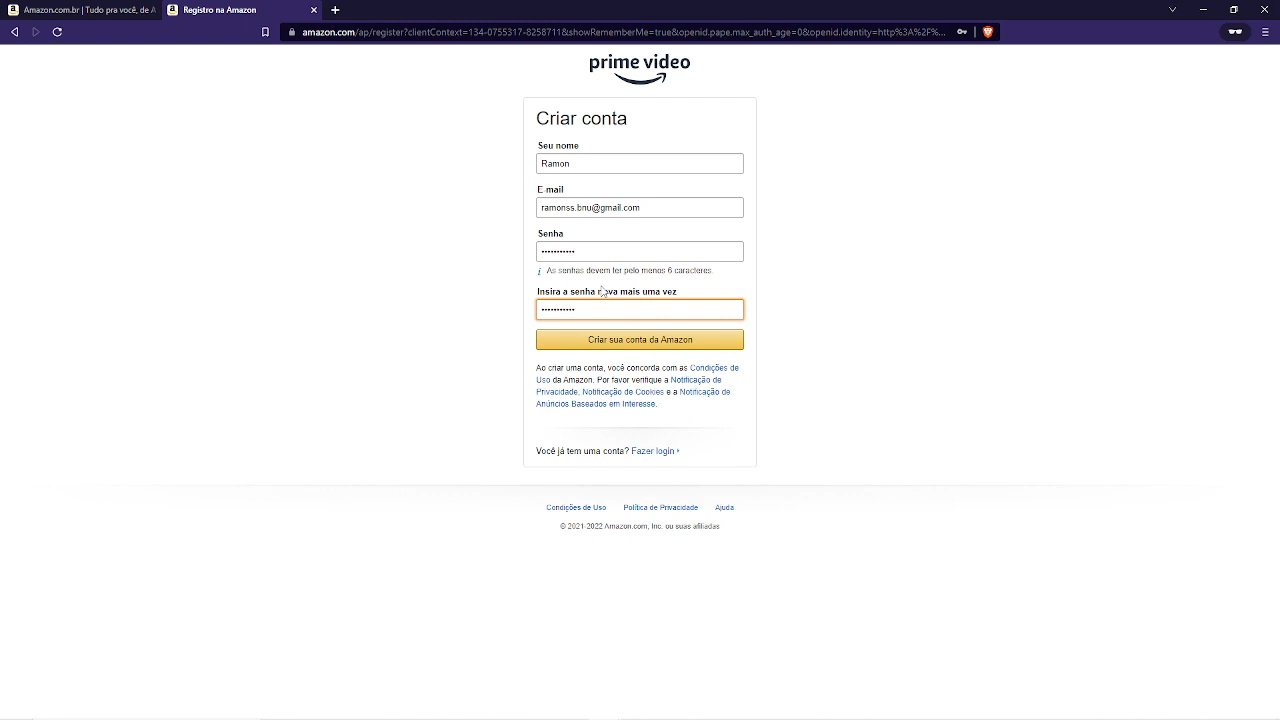 Amazon.com.br | Tudo pra você, de A
Registro na Amazon
amazon.com/ap/register?clientContext=134-0755317-8258711&showRememberMe=true&openid.pape.max_auth_age=0&openid.identity=http%3A%2F%...
prime video
Criar conta
Seu nome
Ramon
E-mail
ramonss.bnu@gmail.com
Senha
•••••••••••
i As senhas devem ter pelo menos 6 caracteres.
Insira a senha nova mais uma vez
•••••••••••
Criar sua conta da Amazon
Ao criar uma conta, você concorda com as Condições de
Uso da Amazon. Por favor verifique a Notificação de
Privacidade, Notificação de Cookies e a Notificação de
Anúncios Baseados em Interesse.
Você já tem uma conta? Fazer login
Condições de Uso Política de Privacidade Ajuda
© 2021-2022 Amazon.com, Inc. ou suas afiliadas